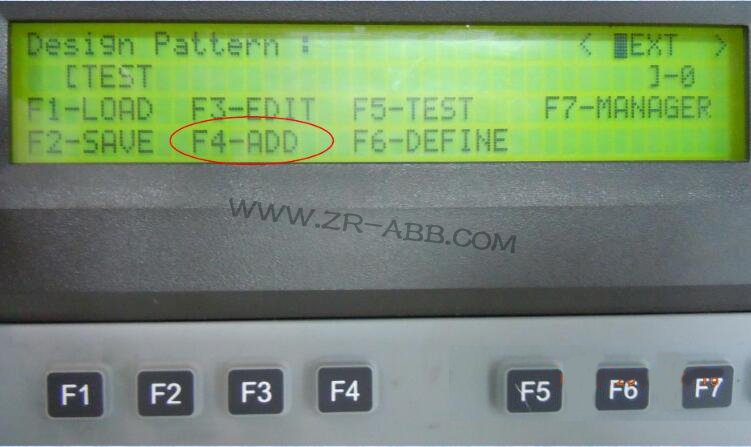 Design Pattern : < █EXT >
[TEST ]-0
F1-LOAD F3-EDIT F5-TEST F7-MANAGER
F2-SAVE F4-ADD F6-DEFINE
WWW.ZR-ABB.COM
F1 F2 F3 F4 F5 F6 F7